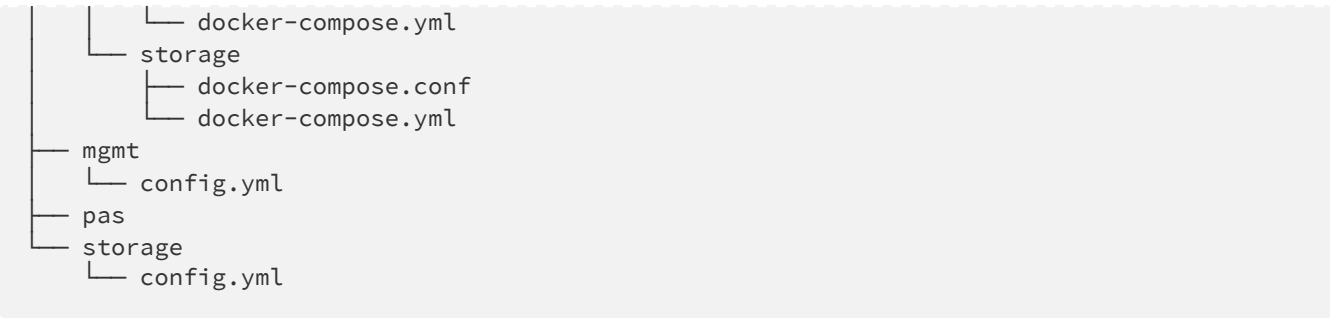 │   │   └── docker-compose.yml
│   └── storage
│       ├── docker-compose.conf
│       └── docker-compose.yml
├── mgmt
│   └── config.yml
├── pas
└── storage
    └── config.yml